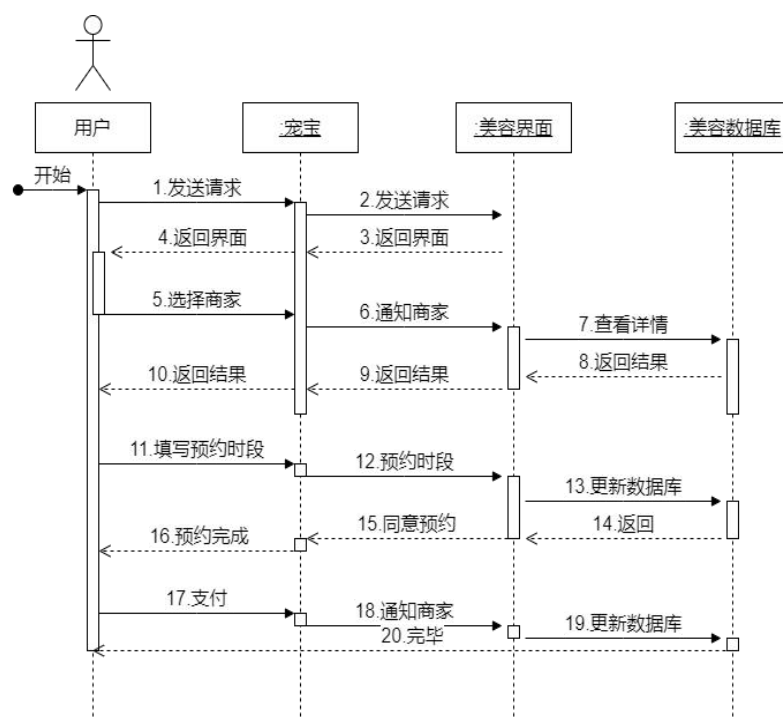 用户
:宠宝
:美容界面
:美容数据库
开始
1.发送请求
2.发送请求
3.返回界面
4.返回界面
5.选择商家
6.通知商家
7.查看详情
8.返回结果
9.返回结果
10.返回结果
11.填写预约时段
12.预约时段
13.更新数据库
14.返回
15.同意预约
16.预约完成
17.支付
18.通知商家
19.更新数据库
20.完毕